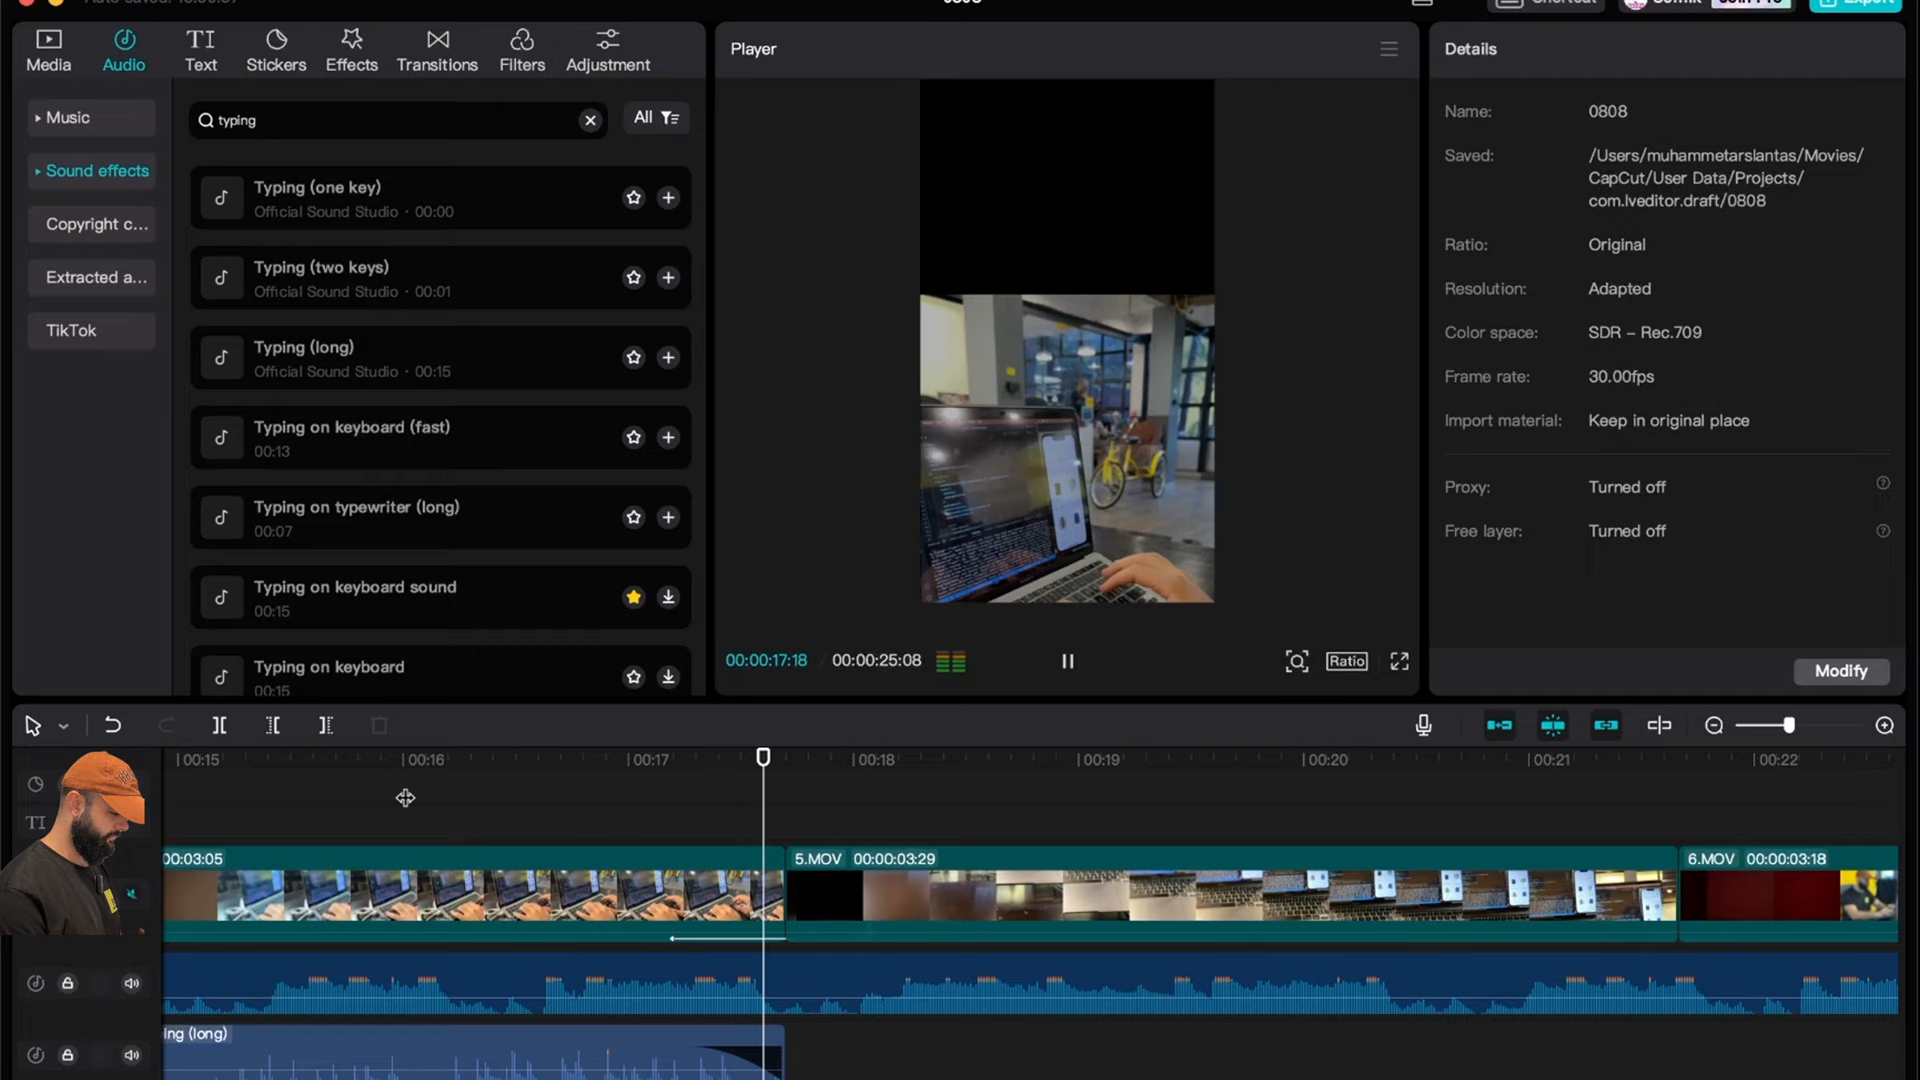 Media
Audio
TI
Text
Stickers
Effects
Transitions
Filters
Adjustment
Music
Sound effects
Copyright c...
Extracted a...
TikTok
typing
All
Typing (one key)
Official Sound Studio · 00:00
Typing (two keys)
Official Sound Studio · 00:01
Typing (long)
Official Sound Studio · 00:15
Typing on keyboard (fast)
00:13
Typing on typewriter (long)
00:07
Typing on keyboard sound
00:15
Typing on keyboard
00:15
Player
00:00:17:18 / 00:00:25:08
Ratio
Details
Name: 0808
Saved: /Users/muhammetarslantas/Movies/
CapCut/User Data/Projects/
com.lveditor.draft/0808
Ratio: Original
Resolution: Adapted
Color space: SDR – Rec.709
Frame rate: 30.00fps
Import material: Keep in original place
Proxy: Turned off
Free layer: Turned off
Modify
00:15 00:16 00:17 00:18 00:19 00:20 00:21 00:22
TI
00:03:05
5.MOV 00:00:03:29
6.MOV 00:00:03:18
ing (long)